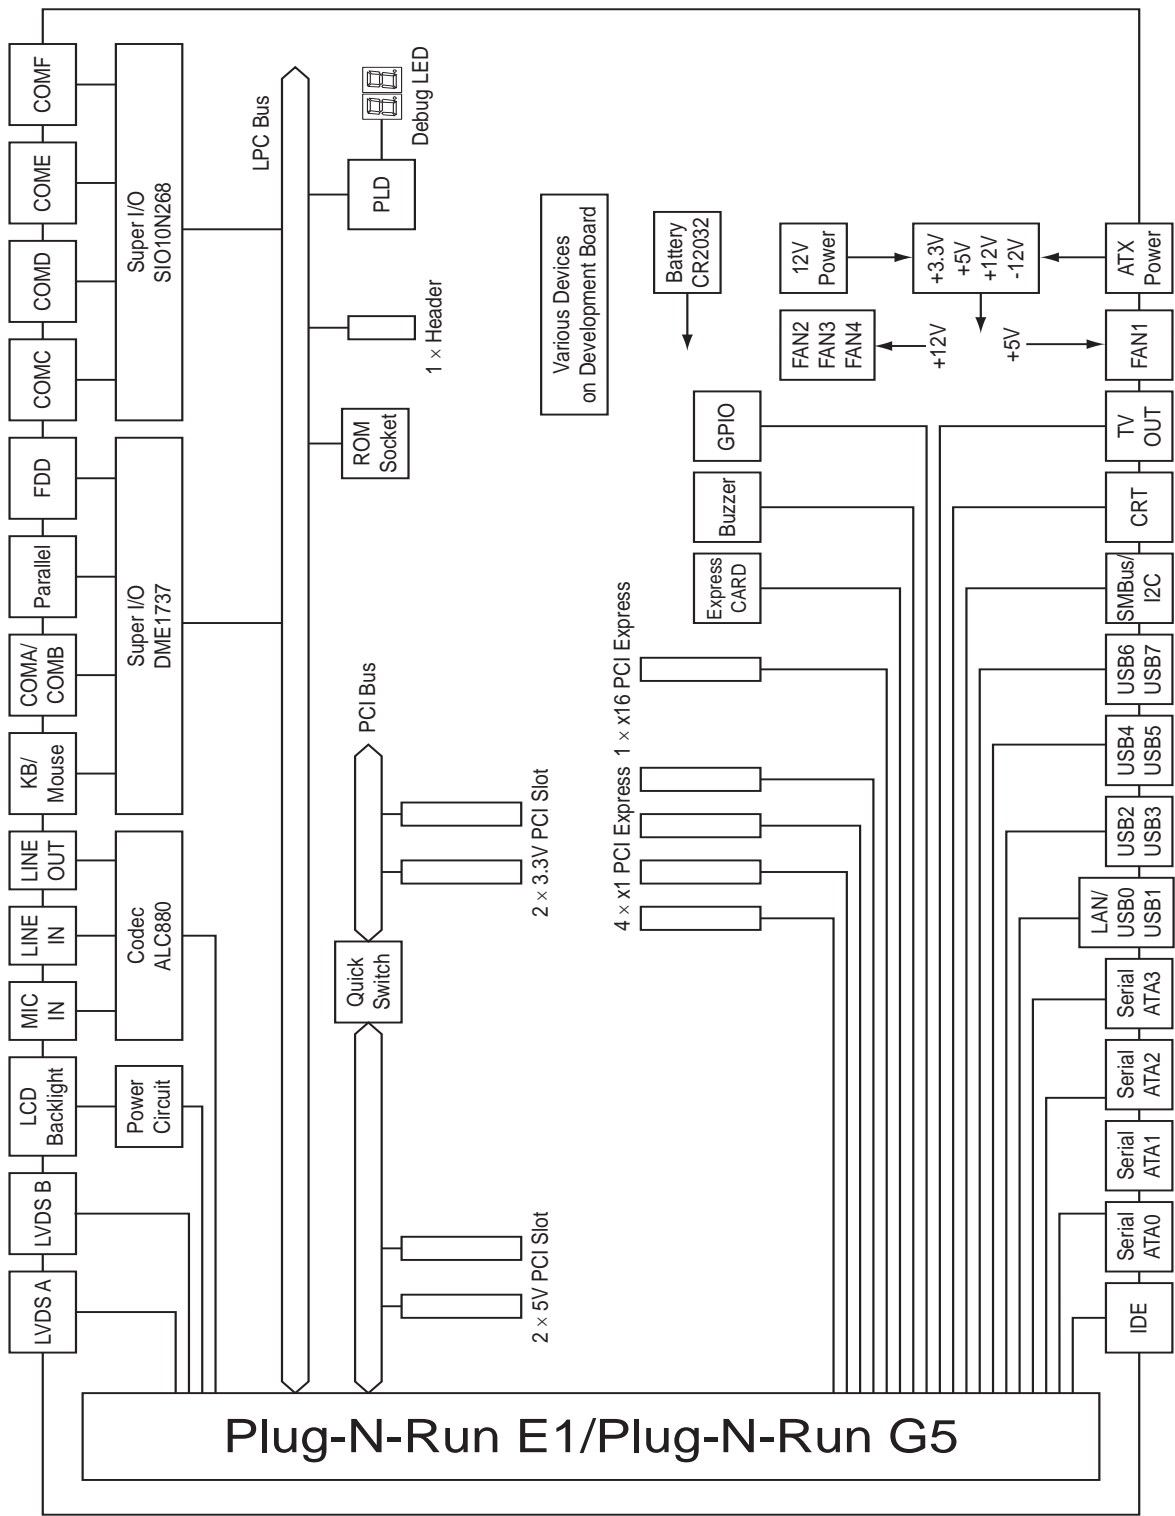 COMF
COME
COMD
COMC
FDD
Parallel
COMA/
COMB
KB/
Mouse
LINE
OUT
LINE
IN
MIC
IN
LCD
Backlight
LVDS B
LVDS A
Super I/O
SIO10N268
Super I/O
DME1737
Codec
ALC880
Power
Circuit
LPC Bus
PLD
Debug LED
1 × Header
ROM
Socket
PCI Bus
2 × 3.3V PCI Slot
Quick
Switch
2 × 5V PCI Slot
Various Devices
on Development Board
Battery
CR2032
12V
Power
+3.3V
+5V
+12V
-12V
ATX
Power
FAN2
FAN3
FAN4
+12V
+5V
FAN1
GPIO
Buzzer
Express
CARD
1 × x16 PCI Express
4 × x1 PCI Express
TV
OUT
CRT
SMBus/
I2C
USB6
USB7
USB4
USB5
USB2
USB3
LAN/
USB0
USB1
Serial
ATA3
Serial
ATA2
Serial
ATA1
Serial
ATA0
IDE
Plug-N-Run E1/Plug-N-Run G5